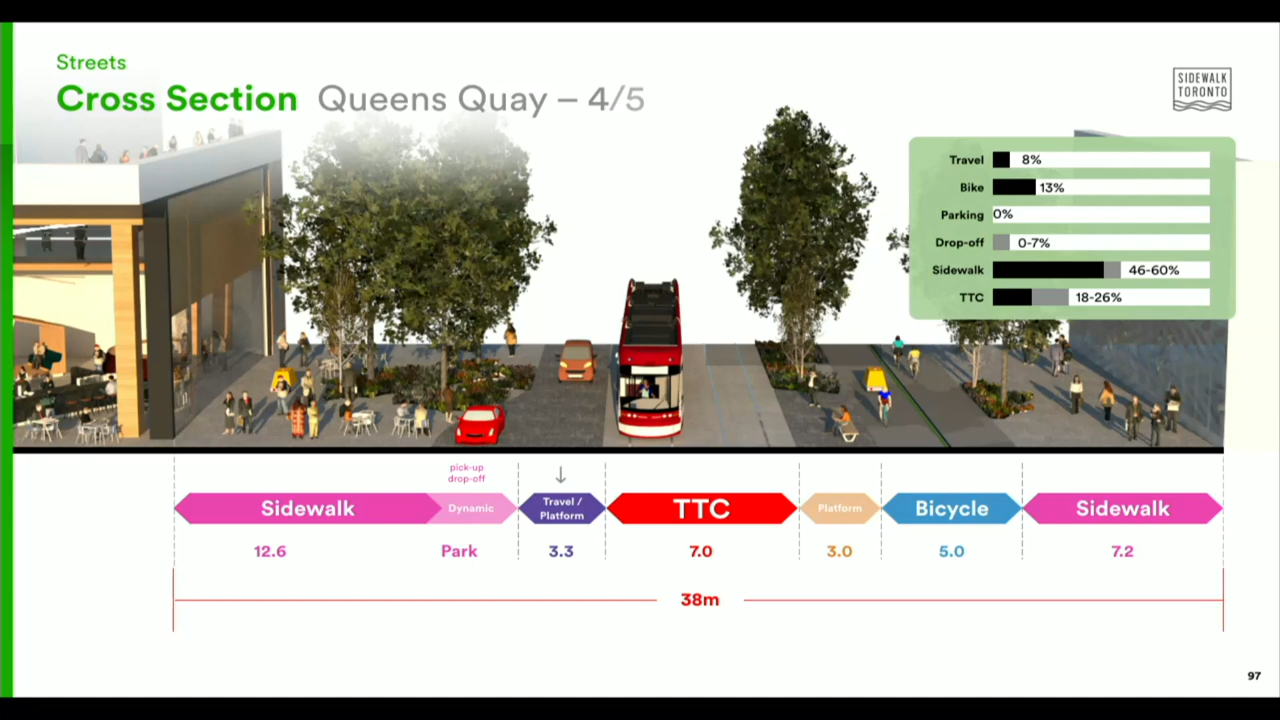 Streets
Cross Section Queens Quay – 4/5
SIDEWALK
TORONTO
Travel 8%
Bike 13%
Parking 0%
Drop-off 0-7%
Sidewalk 46-60%
TTC 18-26%
pick-up
drop-off
↓
Sidewalk Dynamic Travel / Platform TTC Platform Bicycle Sidewalk
12.6 Park 3.3 7.0 3.0 5.0 7.2
38m
97